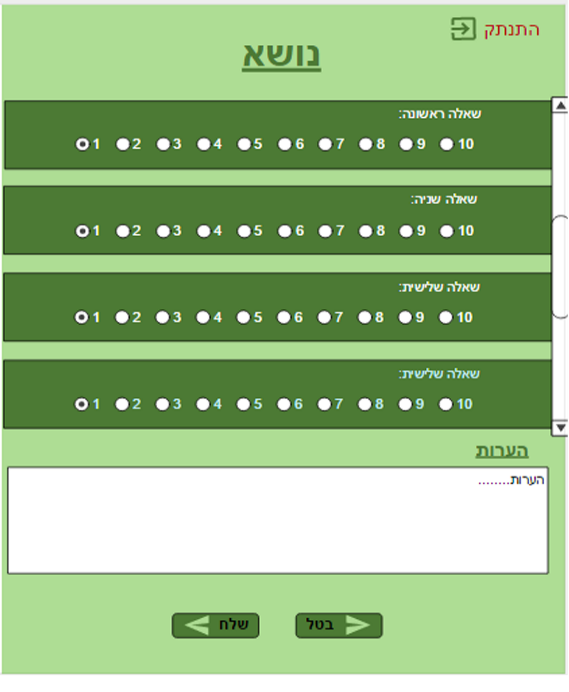 התנתק
נושא
שאלה ראשונה:
1 2 3 4 5 6 7 8 9 10
שאלה שניה:
1 2 3 4 5 6 7 8 9 10
שאלה שלישית:
1 2 3 4 5 6 7 8 9 10
שאלה שלישית:
1 2 3 4 5 6 7 8 9 10
הערות
הערות........
בטל
שלח